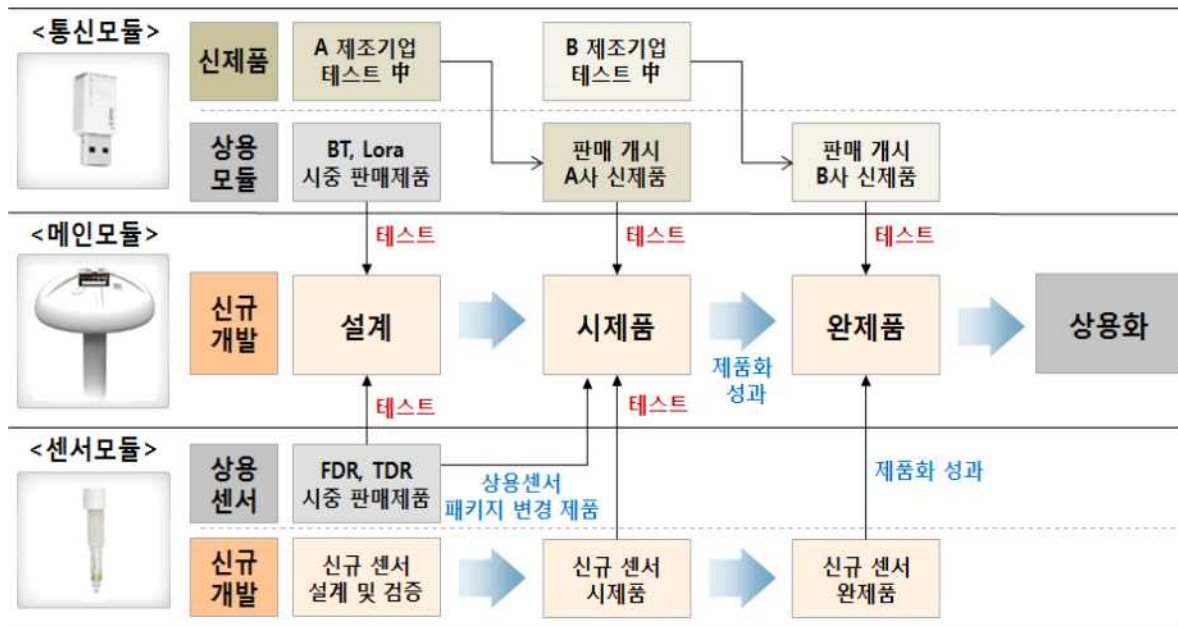 <통신모듈>
신제품
A 제조기업
테스트 中
B 제조기업
테스트 中
상용
모듈
BT, Lora
시중 판매제품
판매 개시
A사 신제품
판매 개시
B사 신제품
테스트
테스트
테스트
<메인모듈>
신규
개발
설계
시제품
제품화
성과
완제품
상용화
테스트
테스트
<센서모듈>
상용
센서
FDR, TDR
시중 판매제품
상용센서
패키지 변경 제품
제품화 성과
신규
개발
신규 센서
설계 및 검증
신규 센서
시제품
신규 센서
완제품